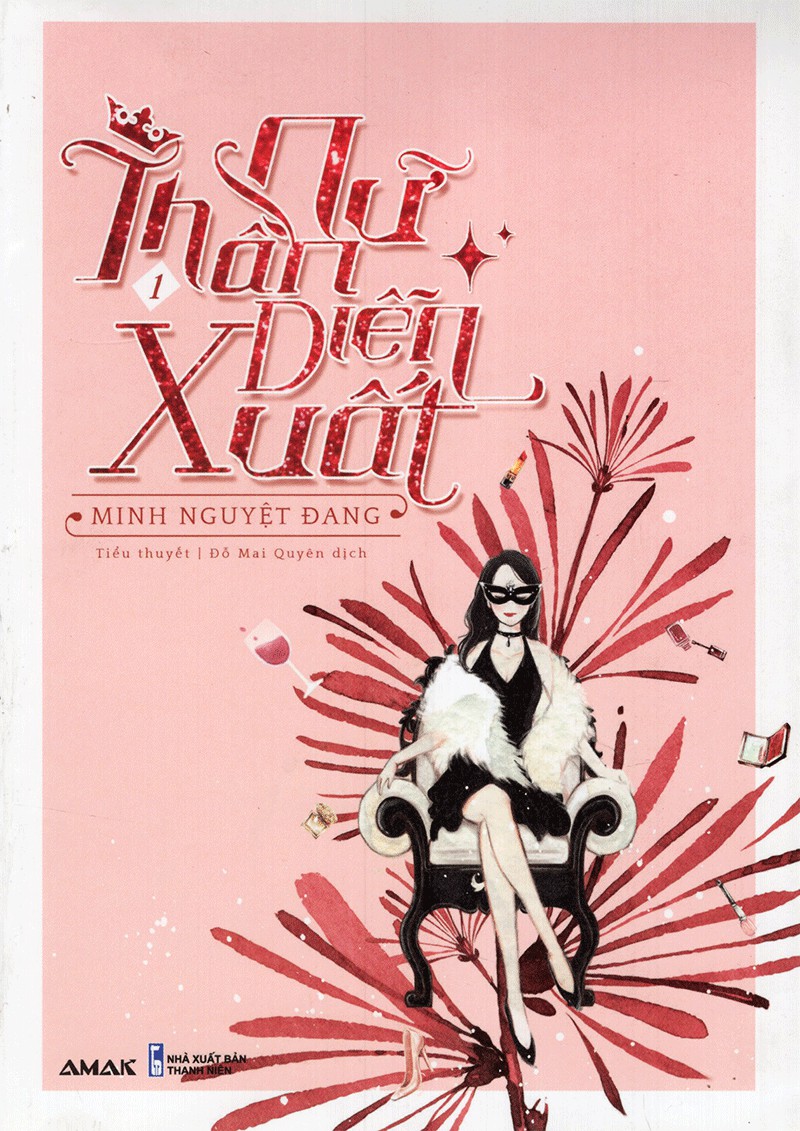 Nữ
Thần
1
Diễn
Xuất
MINH NGUYỆT ĐANG
Tiểu thuyết | Đỗ Mai Quyên dịch
AMAK
NHÀ XUẤT BẢN
THANH NIÊN